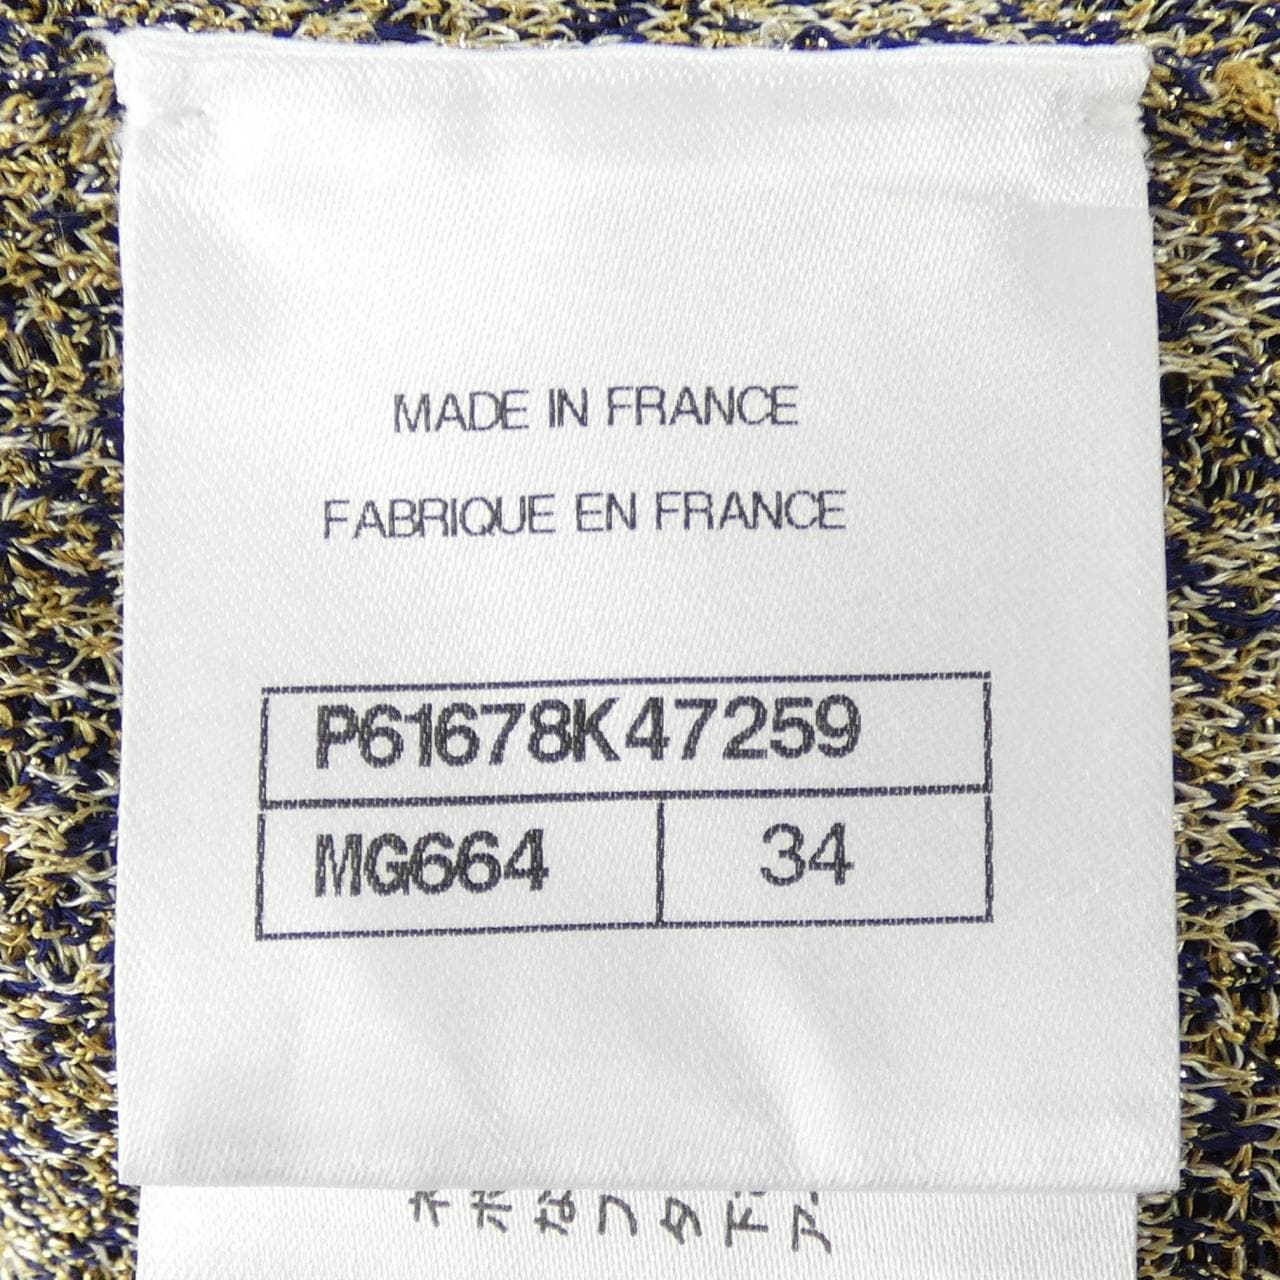 MADE IN FRANCE
FABRIQUE EN FRANCE
P61678K47259
MG664 34